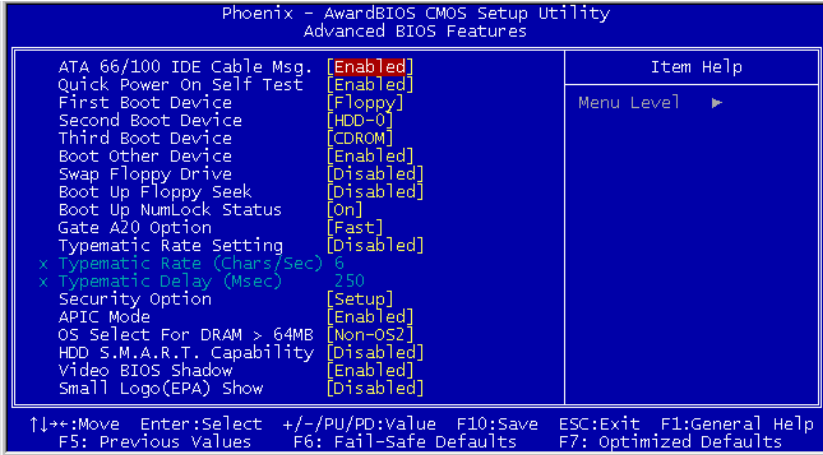 Phoenix - AwardBIOS CMOS Setup Utility
Advanced BIOS Features
ATA 66/100 IDE Cable Msg. [Enabled]
Quick Power On Self Test [Enabled]
First Boot Device [Floppy]
Second Boot Device [HDD-0]
Third Boot Device [CDROM]
Boot Other Device [Enabled]
Swap Floppy Drive [Disabled]
Boot Up Floppy Seek [Disabled]
Boot Up NumLock Status [On]
Gate A20 Option [Fast]
Typematic Rate Setting [Disabled]
x Typematic Rate (Chars/Sec) 6
x Typematic Delay (Msec) 250
Security Option [Setup]
APIC Mode [Enabled]
OS Select For DRAM > 64MB [Non-OS2]
HDD S.M.A.R.T. Capability [Disabled]
Video BIOS Shadow [Enabled]
Small Logo(EPA) Show [Disabled]
Item Help
Menu Level ►
↑↓→←:Move Enter:Select +/-/PU/PD:Value F10:Save ESC:Exit F1:General Help
F5: Previous Values F6: Fail-Safe Defaults F7: Optimized Defaults